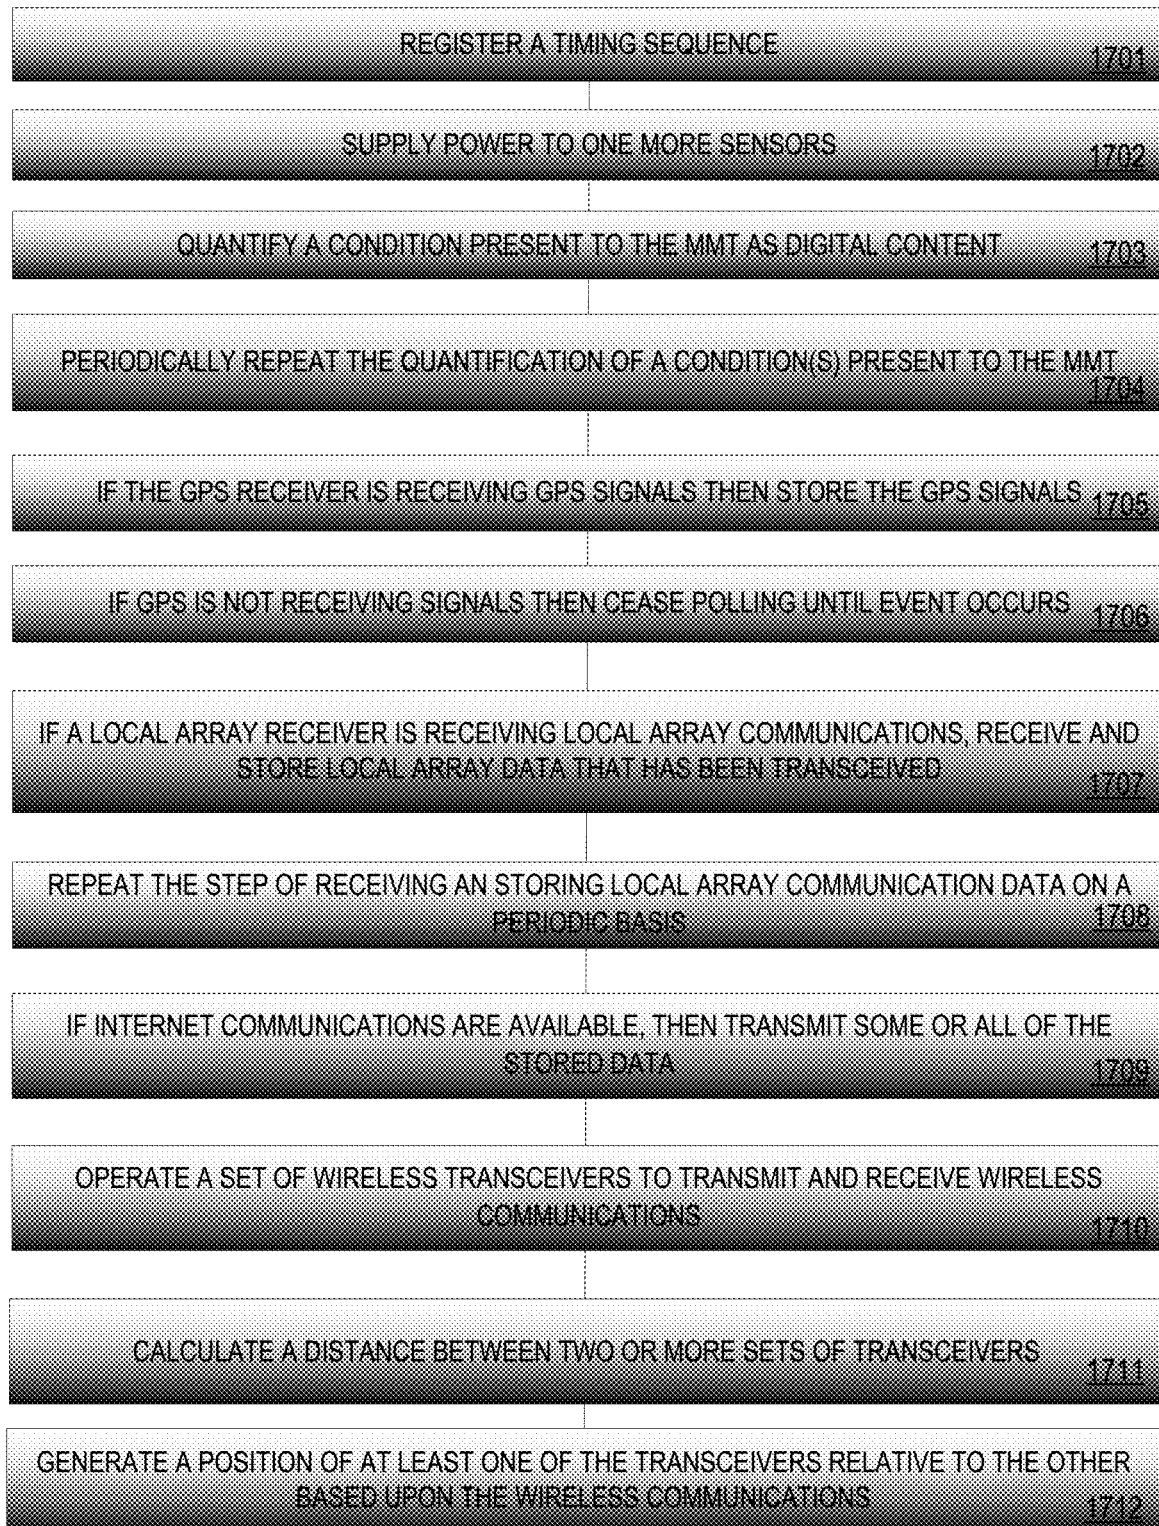 REGISTER A TIMING SEQUENCE
1701
SUPPLY POWER TO ONE MORE SENSORS
1702
QUANTIFY A CONDITION PRESENT TO THE MMT AS DIGITAL CONTENT
1703
PERIODICALLY REPEAT THE QUANTIFICATION OF A CONDITION(S) PRESENT TO THE MMT
1704
IF THE GPS RECEIVER IS RECEIVING GPS SIGNALS THEN STORE THE GPS SIGNALS
1705
IF GPS IS NOT RECEIVING SIGNALS THEN CEASE POLLING UNTIL EVENT OCCURS
1706
IF A LOCAL ARRAY RECEIVER IS RECEIVING LOCAL ARRAY COMMUNICATIONS, RECEIVE AND
STORE LOCAL ARRAY DATA THAT HAS BEEN TRANSCEIVED
1707
REPEAT THE STEP OF RECEIVING AN STORING LOCAL ARRAY COMMUNICATION DATA ON A
PERIODIC BASIS
1708
IF INTERNET COMMUNICATIONS ARE AVAILABLE, THEN TRANSMIT SOME OR ALL OF THE
STORED DATA
1709
OPERATE A SET OF WIRELESS TRANSCEIVERS TO TRANSMIT AND RECEIVE WIRELESS
COMMUNICATIONS
1710
CALCULATE A DISTANCE BETWEEN TWO OR MORE SETS OF TRANSCEIVERS
1711
GENERATE A POSITION OF AT LEAST ONE OF THE TRANSCEIVERS RELATIVE TO THE OTHER
BASED UPON THE WIRELESS COMMUNICATIONS
1712